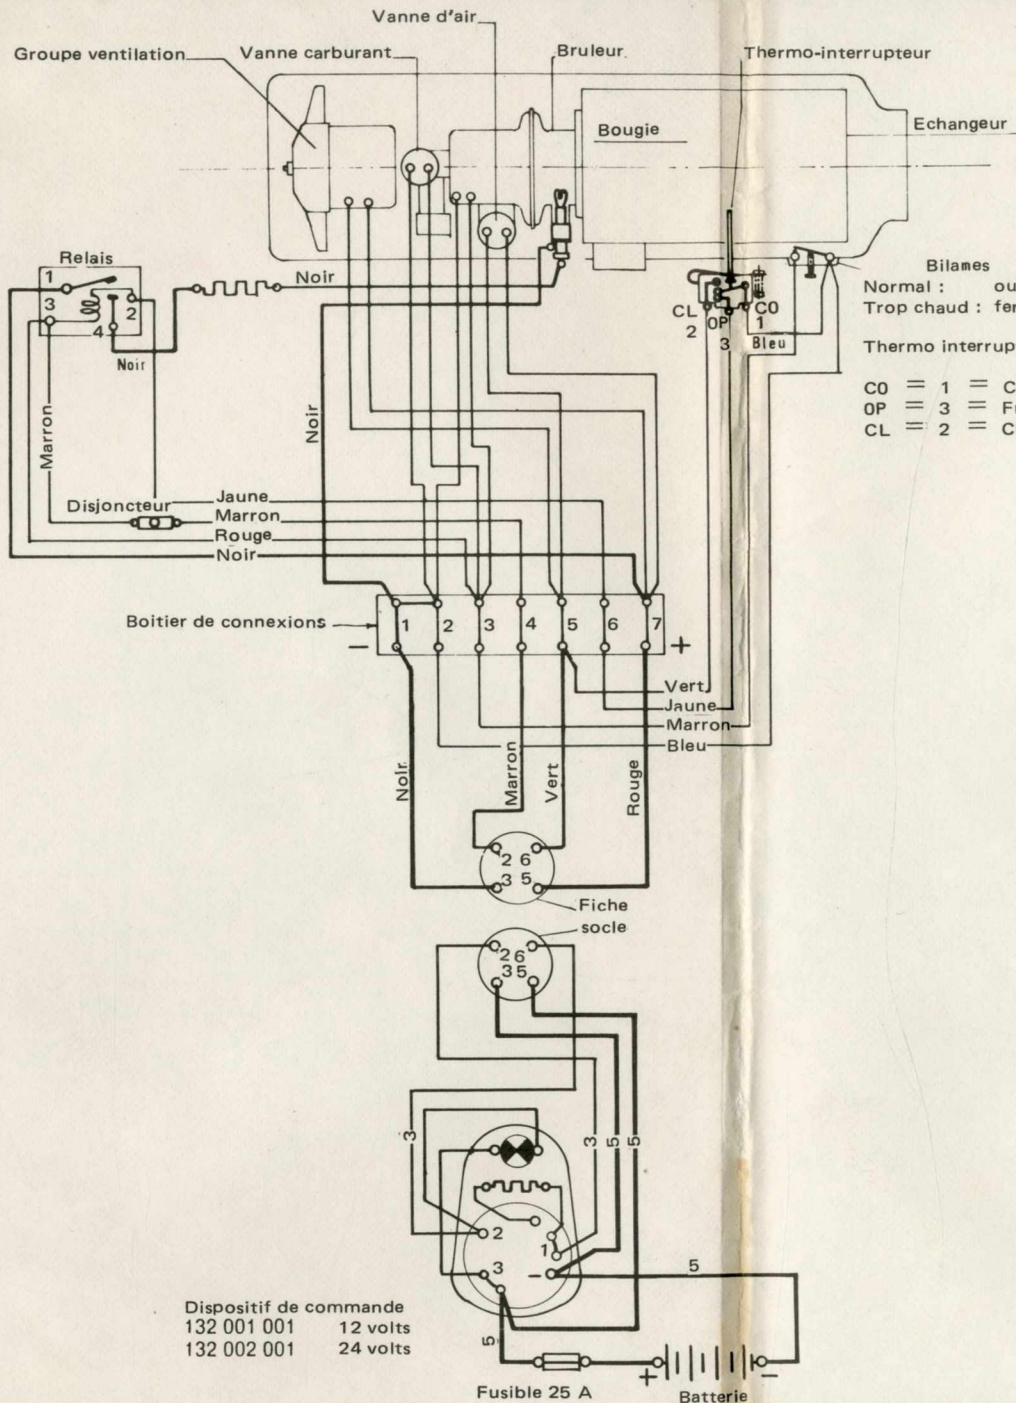 Vanne d'air
Groupe ventilation
Vanne carburant
Bruleur
Thermo-interrupteur
Bougie
Echangeur
Relais
1
3
2
4
Noir
Noir
Marron
Noir
CL
2
OP
3
CO
1
Bleu
Bilames
Normal :
Trop chaud :
Thermo
CO = 1 =
OP = 3 =
CL = 2 =
Disjoncteur
Jaune
Marron
Rouge
Noir
Boitier de connexions
- 1 2 3 4 5 6 7 +
Vert
Jaune
Marron
Bleu
Noir
Marron
Vert
Rouge
2 6
3 5
Fiche
socle
2 6
3 5
3
3
5
5
2
1
3
-
5
5
Dispositif de commande
132 001 001 12 volts
132 002 001 24 volts
Fusible 25 A
+ -
Batterie